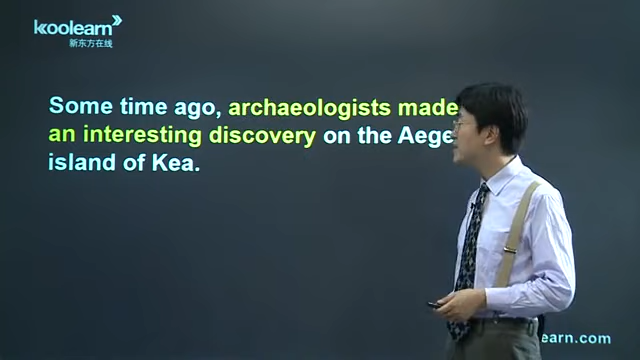 koolearn
新东方在线
Some time ago, archaeologists made
an interesting discovery on the Aege
island of Kea.
earn.com